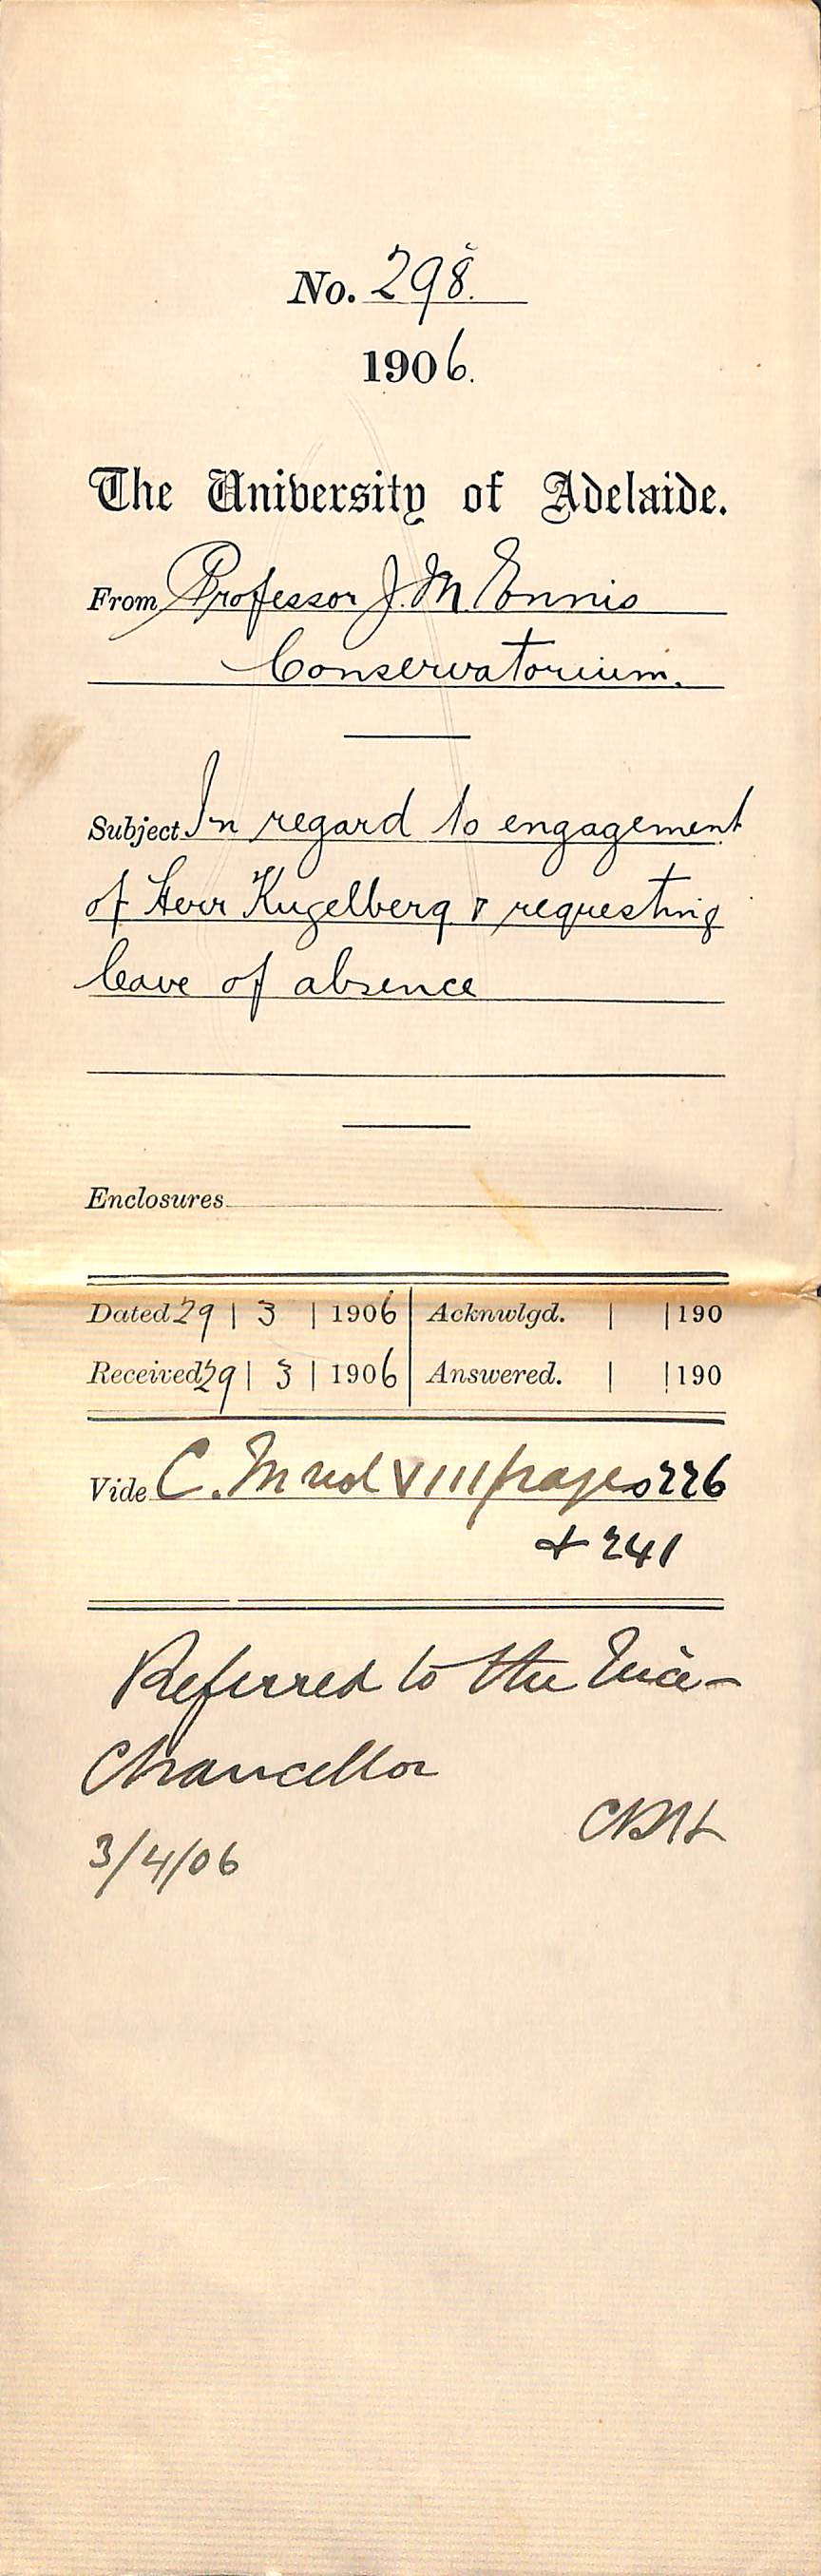 No. 298.
1906.
The University of Adelaide.
From Professor J. M. Ennis
Conservatorium.
Subject In regard to engagement
of Herr Kugelberg & requesting
leave of absence
Enclosures
Dated 29 | 3 | 1906 Acknwlgd. | | 190
Received 29 | 3 | 1906 Answered. | | 190
Vide C. M vol VIII pages 226
+ 241
Referred to the Vice-
Chancellor
3/4/06